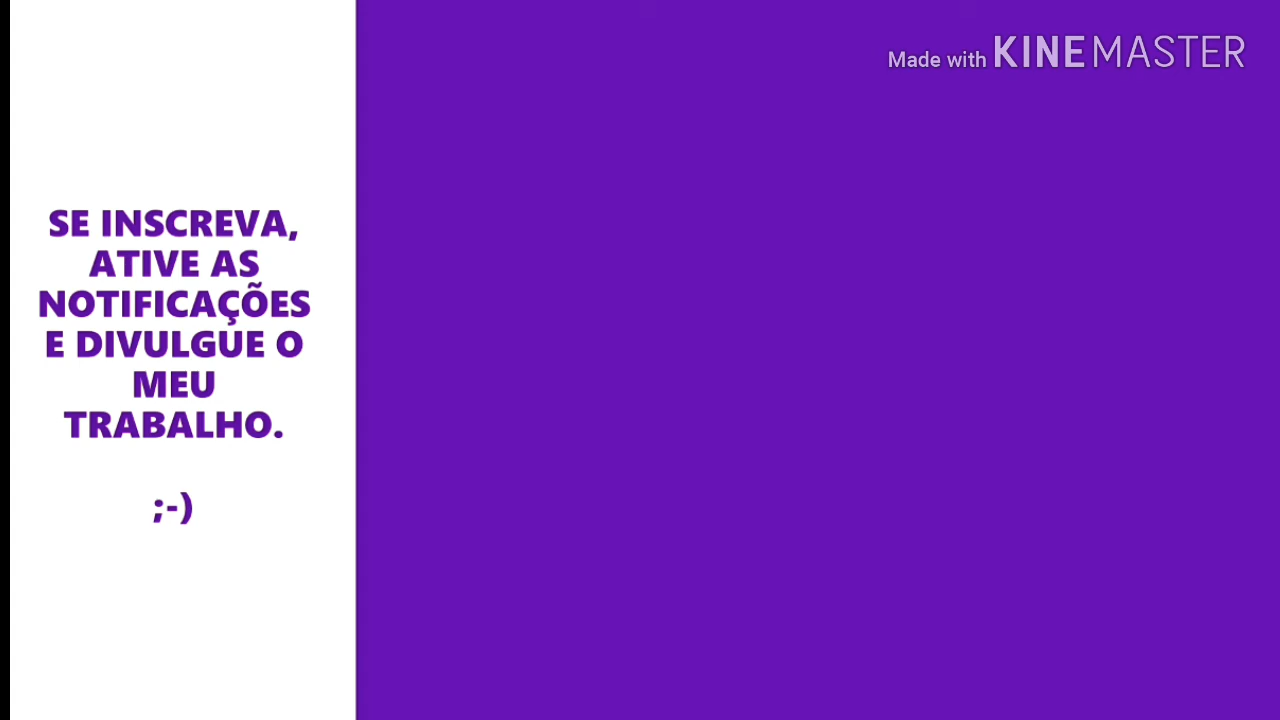 Made with KINEMASTER
SE INSCREVA,
ATIVE AS
NOTIFICAÇÕES
E DIVULGUE O
MEU
TRABALHO.
;-)